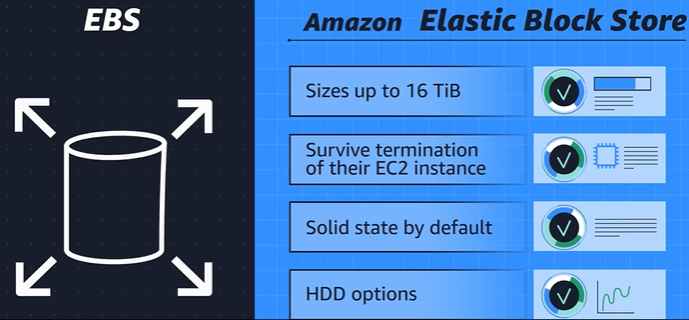 EBS
Amazon Elastic Block Store
Sizes up to 16 TiB
Survive termination
of their EC2 instance
Solid state by default
HDD options